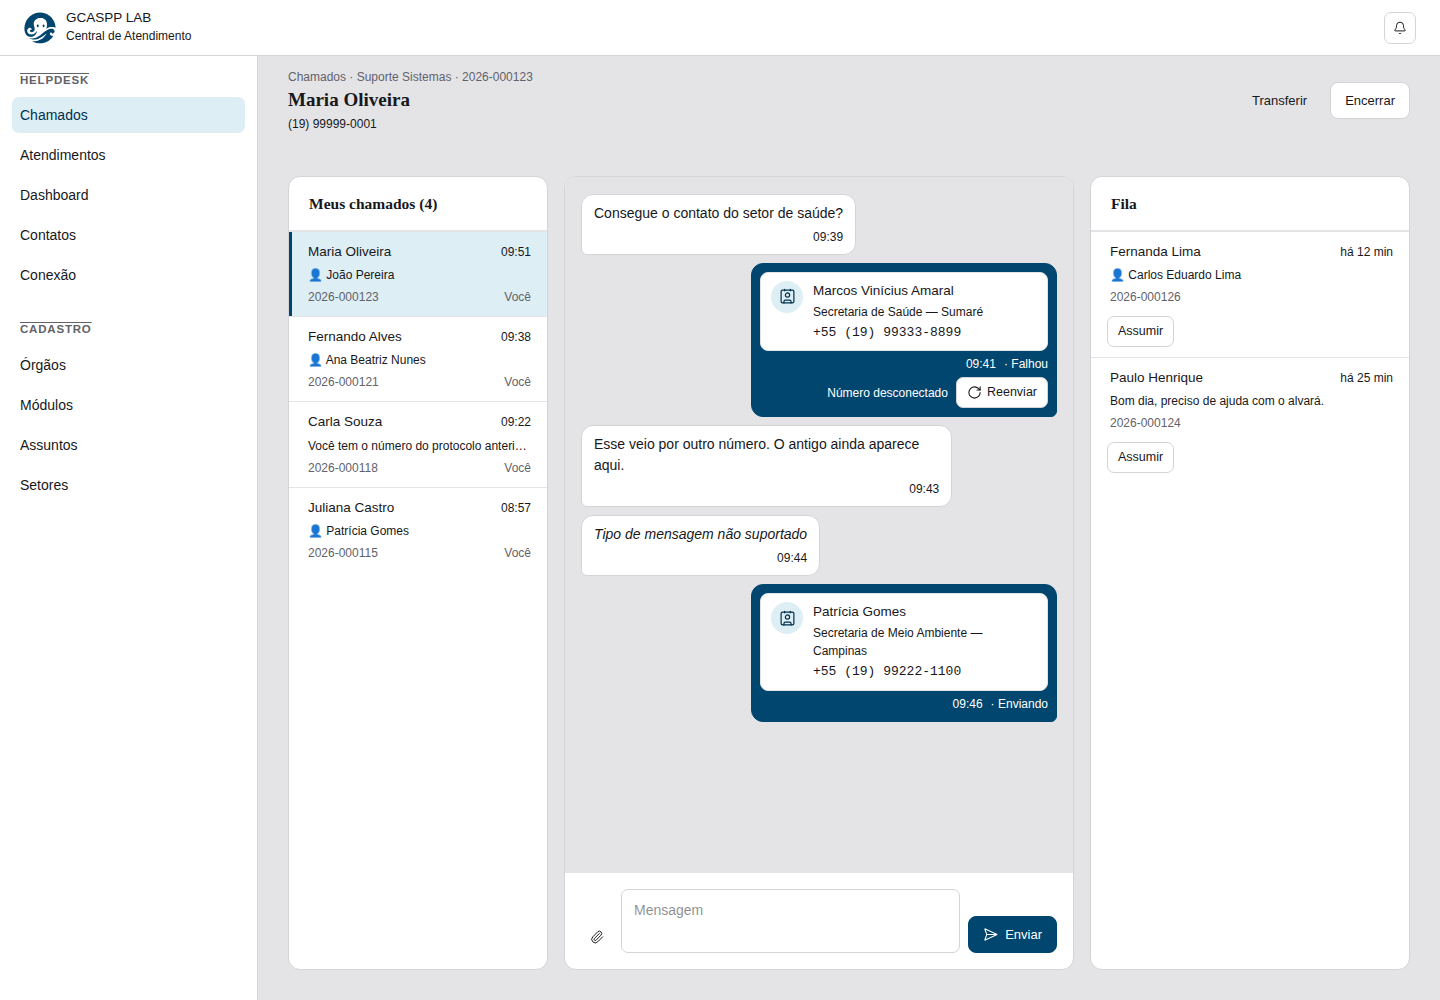 GCASPP LAB
Central de Atendimento
HELPDESK
Chamados
Atendimentos
Dashboard
Contatos
Conexão
CADASTRO
Órgãos
Módulos
Assuntos
Setores
Chamados · Suporte Sistemas · 2026-000123
Maria Oliveira
(19) 99999-0001
Transferir
Encerrar
Meus chamados (4)
Maria Oliveira 09:51
👤 João Pereira
2026-000123 Você
Fernando Alves 09:38
👤 Ana Beatriz Nunes
2026-000121 Você
Carla Souza 09:22
Você tem o número do protocolo anteri…
2026-000118 Você
Juliana Castro 08:57
👤 Patrícia Gomes
2026-000115 Você
Consegue o contato do setor de saúde?
09:39
Marcos Vinícius Amaral
Secretaria de Saúde — Sumaré
+55 (19) 99333-8899
09:41 · Falhou
Número desconectado Reenviar
Esse veio por outro número. O antigo ainda aparece
aqui.
09:43
Tipo de mensagem não suportado
09:44
Patrícia Gomes
Secretaria de Meio Ambiente —
Campinas
+55 (19) 99222-1100
09:46 · Enviando
Mensagem
Enviar
Fila
Fernanda Lima há 12 min
👤 Carlos Eduardo Lima
2026-000126
Assumir
Paulo Henrique há 25 min
Bom dia, preciso de ajuda com o alvará.
2026-000124
Assumir